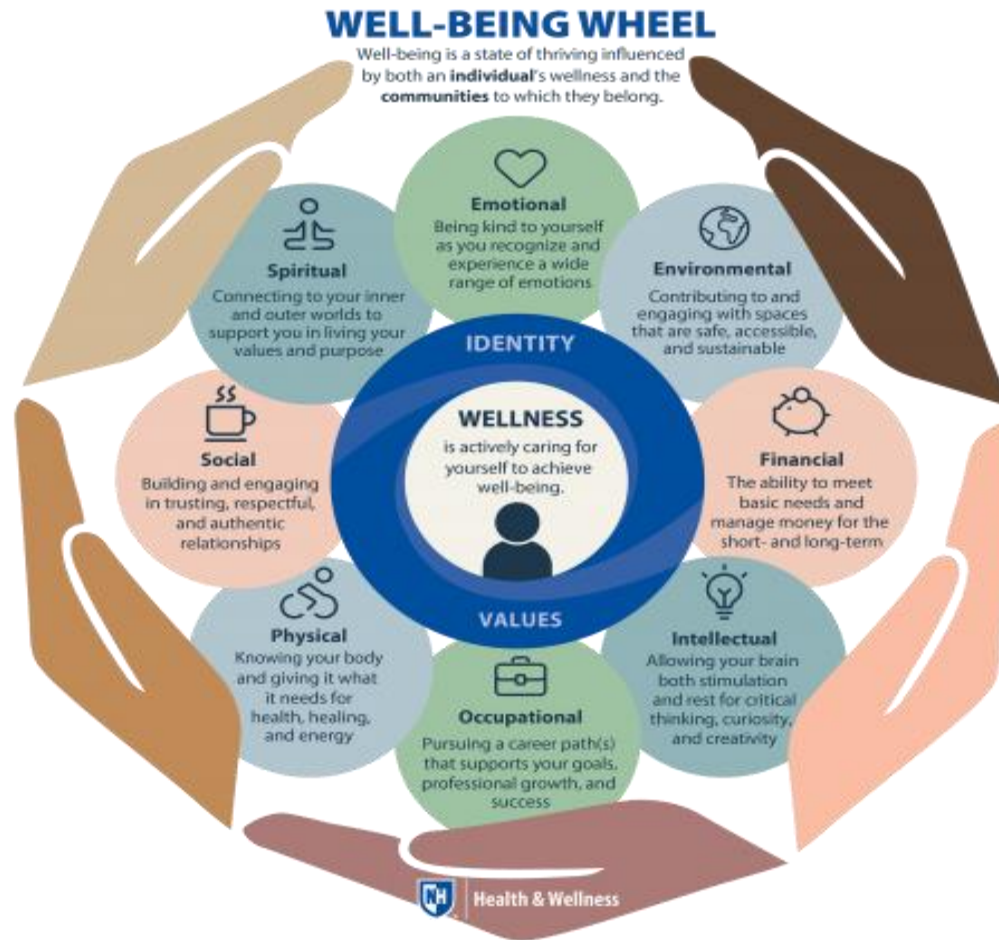 WELL-BEING WHEEL
Well-being is a state of thriving influenced
by both an individual's wellness and the
communities to which they belong.
Emotional
Being kind to yourself
as you recognize and
experience a wide
range of emotions
Spiritual
Connecting to your inner
and outer worlds to
support you in living your
values and purpose
Environmental
Contributing to and
engaging with spaces
that are safe, accessible,
and sustainable
IDENTITY
WELLNESS
is actively caring for
yourself to achieve
well-being.
VALUES
Social
Building and engaging
in trusting, respectful,
and authentic
relationships
Financial
The ability to meet
basic needs and
manage money for the
short- and long-term
Physical
Knowing your body
and giving it what
it needs for
health, healing,
and energy
Intellectual
Allowing your brain
both stimulation
and rest for critical
thinking, curiosity,
and creativity
Occupational
Pursuing a career path(s)
that supports your goals,
professional growth, and
success
NH
Health & Wellness